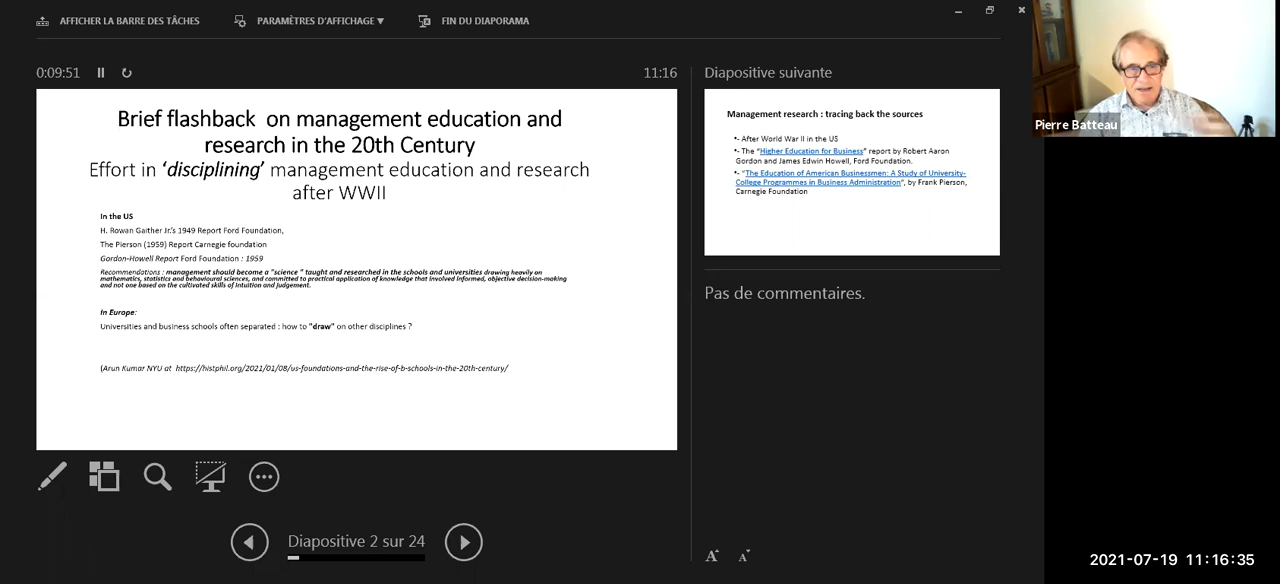 AFFICHER LA BARRE DES TÂCHES
PARAMÈTRES D'AFFICHAGE ▼
FIN DU DIAPORAMA
0:09:51
11:16
Brief flashback on management education and
research in the 20th Century
Effort in 'disciplining' management education and research
after WWII
In the US
H. Rowan Gaither Jr.'s 1949 Report Ford Foundation,
The Pierson (1959) Report Carnegie foundation
Gordon-Howell Report Ford Foundation : 1959
Recommendations : management should become a "science " taught and researched in the schools and universities drawing heavily on
mathematics, statistics and behavioural sciences, and committed to practical application of knowledge that involved informed, objective decision-making
and not one based on the cultivated skills of intuition and judgement.
In Europe:
Universities and business schools often separated : how to "draw" on other disciplines ?
(Arun Kumar NYU at https://histphil.org/2021/01/08/us-foundations-and-the-rise-of-b-schools-in-the-20th-century/
Diapositive 2 sur 24
Diapositive suivante
Management research : tracing back the sources
•- After World War II in the US
•- The "Higher Education for Business" report by Robert Aaron
Gordon and James Edwin Howell, Ford Foundation.
•- "The Education of American Businessmen: A Study of University-
College Programmes in Business Administration", by Frank Pierson,
Carnegie Foundation
Pas de commentaires.
A A
Pierre Batteau
2021-07-19 11:16:35